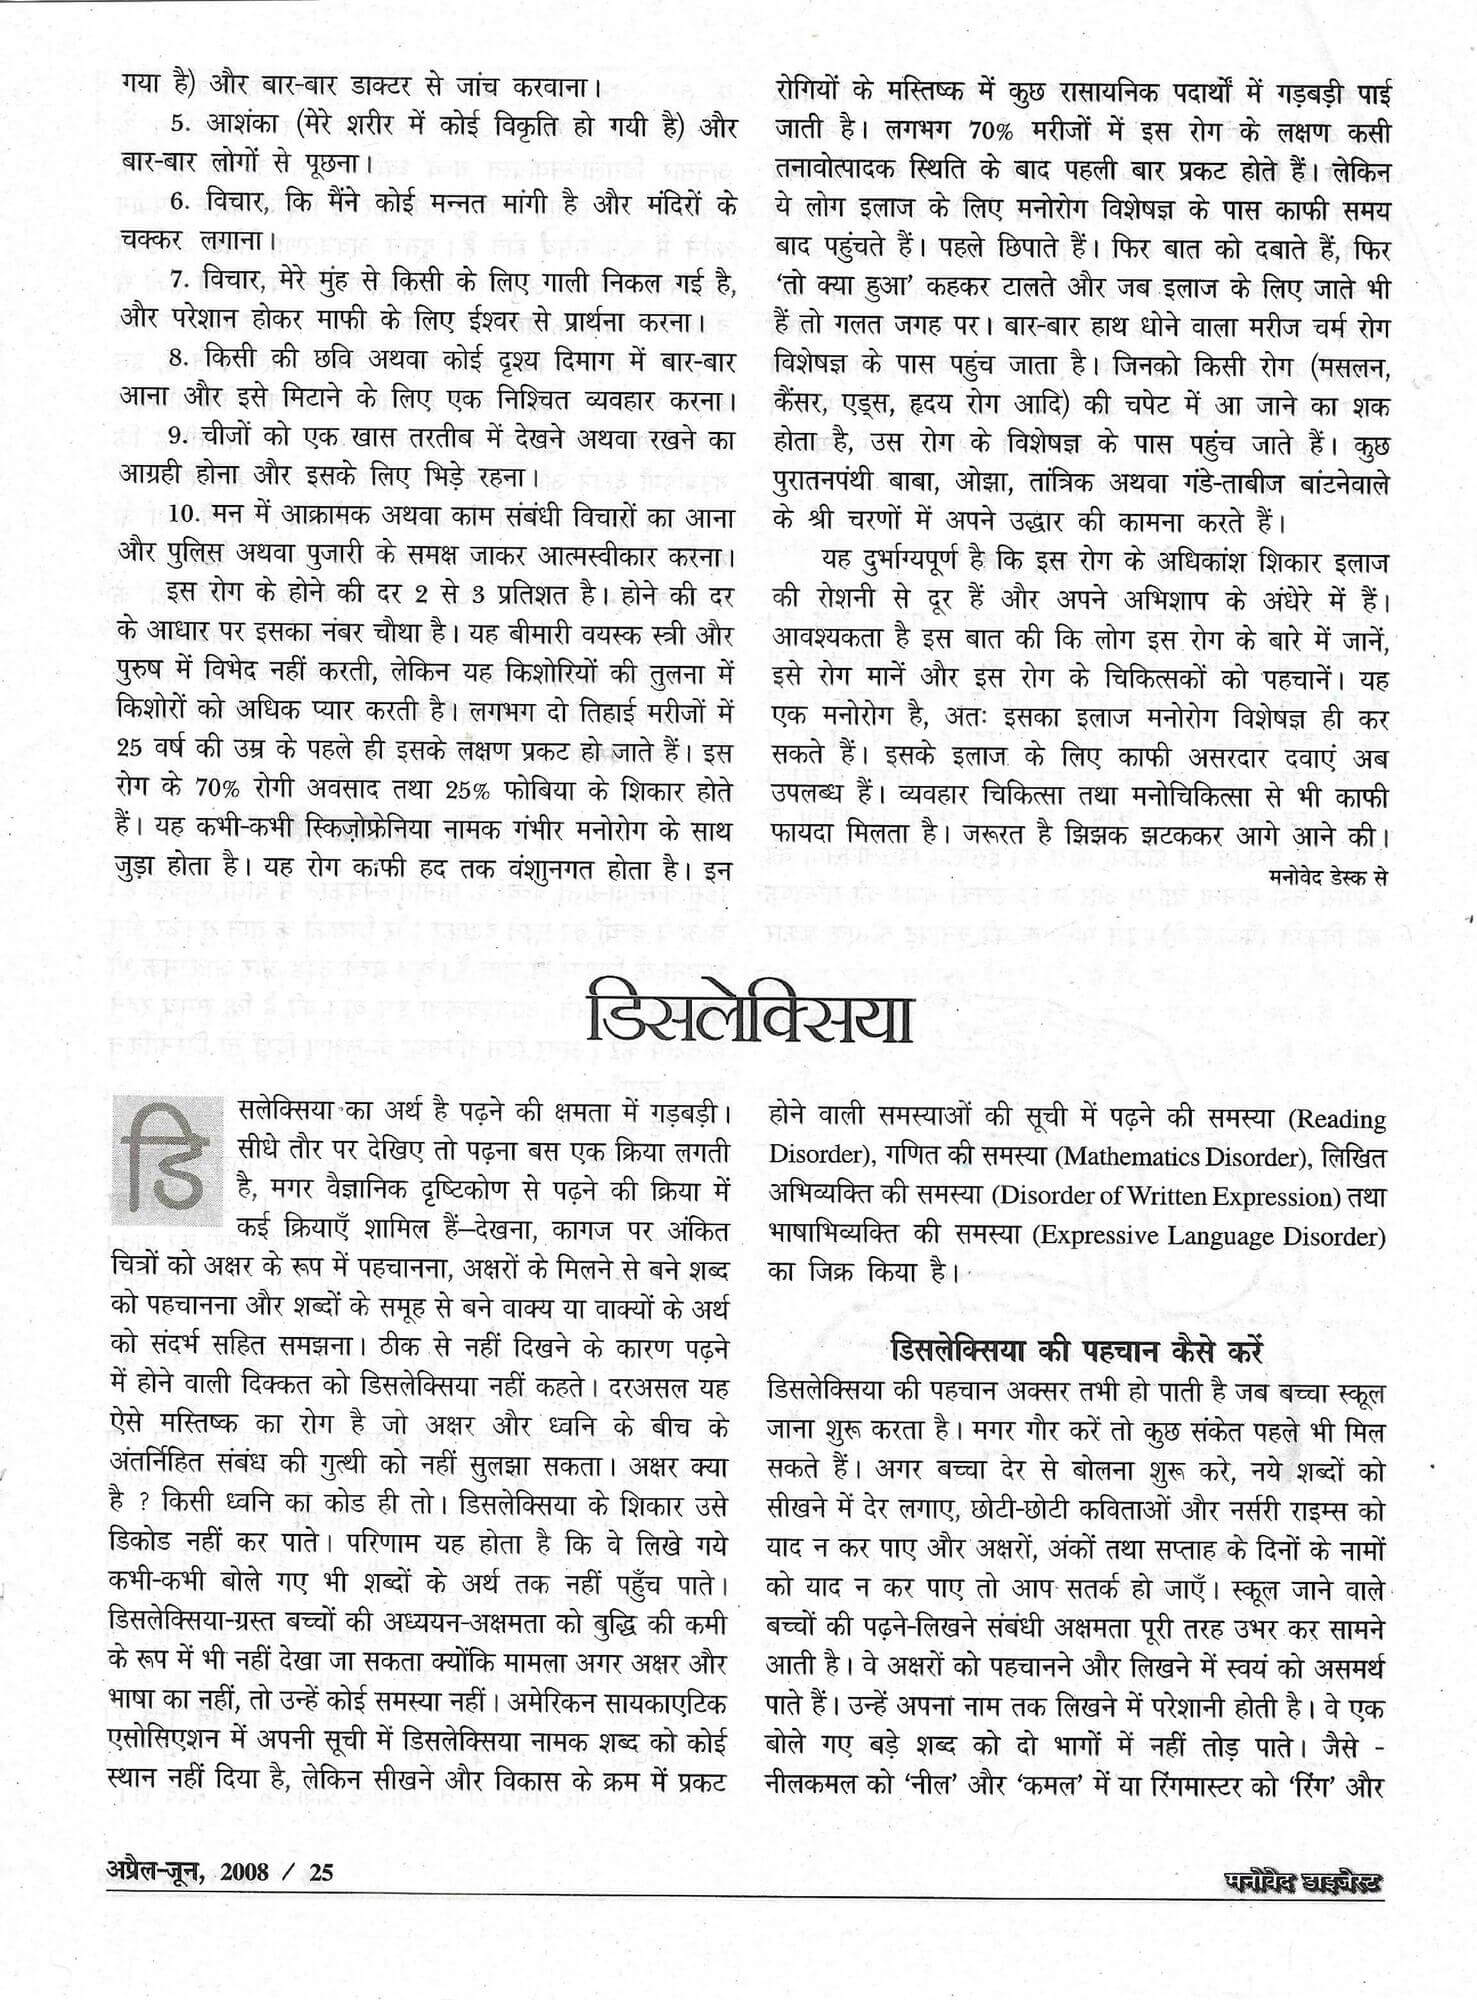 गया है) और बार-बार डाक्टर से जांच करवाना।
5. आशंका (मेरे शरीर में कोई विकृति हो गयी है) और
बार-बार लोगों से पूछना।
6. विचार, कि मैंने कोई मन्नत मांगी है और मंदिरों के
चक्कर लगाना।
7. विचार, मेरे मुंह से किसी के लिए गाली निकल गई है,
और परेशान होकर माफी के लिए ईश्वर से प्रार्थना करना।
8. किसी की छवि अथवा कोई दृश्य दिमाग में बार-बार
आना और इसे मिटाने के लिए एक निश्चित व्यवहार करना।
9. चीजों को एक खास तरतीब में देखने अथवा रखने का
आग्रही होना और इसके लिए भिड़े रहना।
10. मन में आक्रामक अथवा काम संबंधी विचारों का आना
और पुलिस अथवा पुजारी के समक्ष जाकर आत्मस्वीकार करना।
इस रोग के होने की दर 2 से 3 प्रतिशत है। होने की दर
के आधार पर इसका नंबर चौथा है। यह बीमारी वयस्क स्त्री और
पुरुष में विभेद नहीं करती, लेकिन यह किशोरियों की तुलना में
किशोरों को अधिक प्यार करती है। लगभग दो तिहाई मरीजों में
25 वर्ष की उम्र के पहले ही इसके लक्षण प्रकट हो जाते हैं। इस
रोग के 70% रोगी अवसाद तथा 25% फोबिया के शिकार होते
हैं। यह कभी-कभी स्किज़ोफ्रेनिया नामक गंभीर मनोरोग के साथ
जुड़ा होता है। यह रोग काफी हद तक वंशानुगत होता है। इन
रोगियों के मस्तिष्क में कुछ रासायनिक पदार्थों में गड़बड़ी पाई
जाती है। लगभग 70% मरीजों में इस रोग के लक्षण कसी
तनावोत्पादक स्थिति के बाद पहली बार प्रकट होते हैं। लेकिन
ये लोग इलाज के लिए मनोरोग विशेषज्ञ के पास काफी समय
बाद पहुंचते हैं। पहले छिपाते हैं। फिर बात को दबाते हैं, फिर
‘तो क्या हुआ’ कहकर टालते और जब इलाज के लिए जाते भी
हैं तो गलत जगह पर। बार-बार हाथ धोने वाला मरीज चर्म रोग
विशेषज्ञ के पास पहुंच जाता है। जिनको किसी रोग (मसलन,
कैंसर, एड्स, हृदय रोग आदि) की चपेट में आ जाने का शक
होता है, उस रोग के विशेषज्ञ के पास पहुंच जाते हैं। कुछ
पुरातनपंथी बाबा, ओझा, तांत्रिक अथवा गंडे-ताबीज बांटनेवाले
के श्री चरणों में अपने उद्धार की कामना करते हैं।
यह दुर्भाग्यपूर्ण है कि इस रोग के अधिकांश शिकार इलाज
की रोशनी से दूर हैं और अपने अभिशाप के अंधेरे में हैं।
आवश्यकता है इस बात की कि लोग इस रोग के बारे में जानें,
इसे रोग मानें और इस रोग के चिकित्सकों को पहचानें। यह
एक मनोरोग है, अतः इसका इलाज मनोरोग विशेषज्ञ ही कर
सकते हैं। इसके इलाज के लिए काफी असरदार दवाएं अब
उपलब्ध हैं। व्यवहार चिकित्सा तथा मनोचिकित्सा से भी काफी
फायदा मिलता है। जरूरत है झिझक झटककर आगे आने की।
मनोवेद डेस्क से
डिसलेक्सिया
डिसलेक्सिया का अर्थ है पढ़ने की क्षमता में गड़बड़ी।
सीधे तौर पर देखिए तो पढ़ना बस एक क्रिया लगती
है, मगर वैज्ञानिक दृष्टिकोण से पढ़ने की क्रिया में
कई क्रियाएँ शामिल हैं–देखना, कागज पर अंकित
चित्रों को अक्षर के रूप में पहचानना, अक्षरों के मिलने से बने शब्द
को पहचानना और शब्दों के समूह से बने वाक्य या वाक्यों के अर्थ
को संदर्भ सहित समझना। ठीक से नहीं दिखने के कारण पढ़ने
में होने वाली दिक्कत को डिसलेक्सिया नहीं कहते। दरअसल यह
ऐसे मस्तिष्क का रोग है जो अक्षर और ध्वनि के बीच के
अंतर्निहित संबंध की गुत्थी को नहीं सुलझा सकता। अक्षर क्या
है ? किसी ध्वनि का कोड ही तो। डिसलेक्सिया के शिकार उसे
डिकोड नहीं कर पाते। परिणाम यह होता है कि वे लिखे गये
कभी-कभी बोले गए भी शब्दों के अर्थ तक नहीं पहुँच पाते।
डिसलेक्सिया-ग्रस्त बच्चों की अध्ययन-अक्षमता को बुद्धि की कमी
के रूप में भी नहीं देखा जा सकता क्योंकि मामला अगर अक्षर और
भाषा का नहीं, तो उन्हें कोई समस्या नहीं। अमेरिकन सायकाएटिक
एसोसिएशन में अपनी सूची में डिसलेक्सिया नामक शब्द को कोई
स्थान नहीं दिया है, लेकिन सीखने और विकास के क्रम में प्रकट
होने वाली समस्याओं की सूची में पढ़ने की समस्या (Reading
Disorder), गणित की समस्या (Mathematics Disorder), लिखित
अभिव्यक्ति की समस्या (Disorder of Written Expression) तथा
भाषाभिव्यक्ति की समस्या (Expressive Language Disorder)
का जिक्र किया है।
डिसलेक्सिया की पहचान कैसे करें
डिसलेक्सिया की पहचान अक्सर तभी हो पाती है जब बच्चा स्कूल
जाना शुरू करता है। मगर गौर करें तो कुछ संकेत पहले भी मिल
सकते हैं। अगर बच्चा देर से बोलना शुरू करे, नये शब्दों को
सीखने में देर लगाए, छोटी-छोटी कविताओं और नर्सरी राइम्स को
याद न कर पाए और अक्षरों, अंकों तथा सप्ताह के दिनों के नामों
को याद न कर पाए तो आप सतर्क हो जाएँ। स्कूल जाने वाले
बच्चों की पढ़ने-लिखने संबंधी अक्षमता पूरी तरह उभर कर सामने
आती है। वे अक्षरों को पहचानने और लिखने में स्वयं को असमर्थ
पाते हैं। उन्हें अपना नाम तक लिखने में परेशानी होती है। वे एक
बोले गए बड़े शब्द को दो भागों में नहीं तोड़ पाते। जैसे -
नीलकमल को ‘नील’ और ‘कमल’ में या रिंगमास्टर को ‘रिंग’ और
अप्रैल-जून, 2008 / 25
मनोवेद डाइजेस्ट